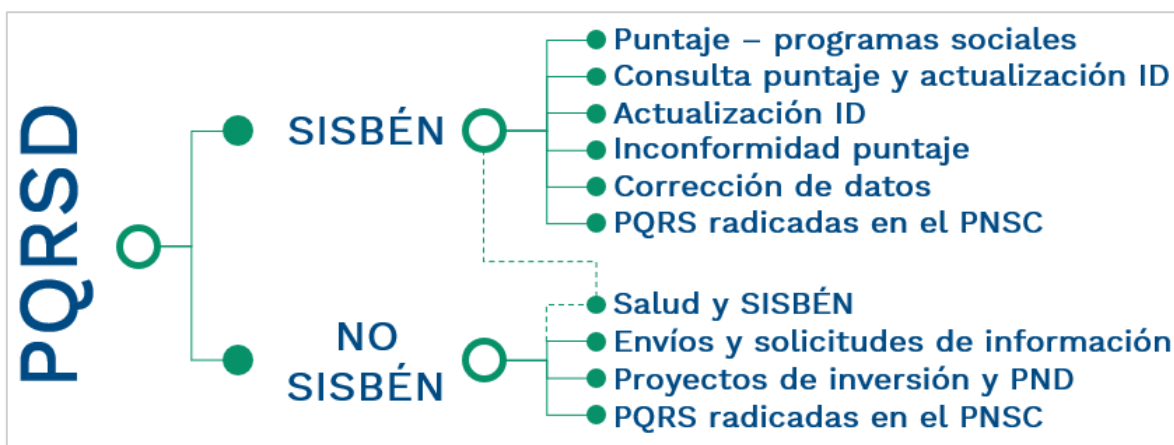 PQRSD
SISBÉN
Puntaje – programas sociales
Consulta puntaje y actualización ID
Actualización ID
Inconformidad puntaje
Corrección de datos
PQRS radicadas en el PNSC
NO
SISBÉN
Salud y SISBÉN
Envíos y solicitudes de información
Proyectos de inversión y PND
PQRS radicadas en el PNSC